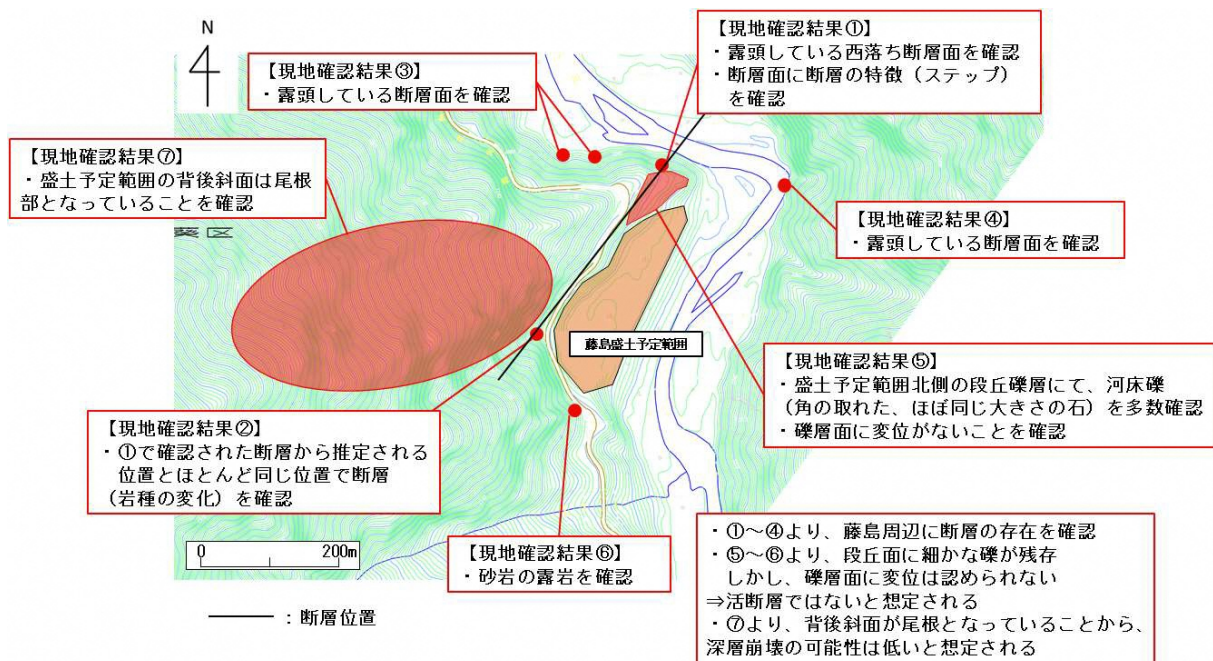 N
【現地確認結果①】
・露頭している西落ち断層面を確認
・断層面に断層の特徴（ステップ）
を確認
【現地確認結果③】
・露頭している断層面を確認
【現地確認結果⑦】
・盛土予定範囲の背後斜面は尾根
部となっていることを確認
葵区
【現地確認結果④】
・露頭している断層面を確認
藤島盛土予定範囲
【現地確認結果⑤】
・盛土予定範囲北側の段丘礫層にて、河床礫
（角の取れた、ほぼ同じ大きさの石）を多数確認
・礫層面に変位がないことを確認
【現地確認結果②】
・①で確認された断層から推定される
位置とほとんど同じ位置で断層
（岩種の変化）を確認
【現地確認結果⑥】
・砂岩の露岩を確認
0 200m
：断層位置
・①～④より、藤島周辺に断層の存在を確認
・⑤～⑥より、段丘面に細かな礫が残存
しかし、礫層面に変位は認められない
⇒活断層ではないと想定される
・⑦より、背後斜面が尾根となっていることから、
深層崩壊の可能性は低いと想定される